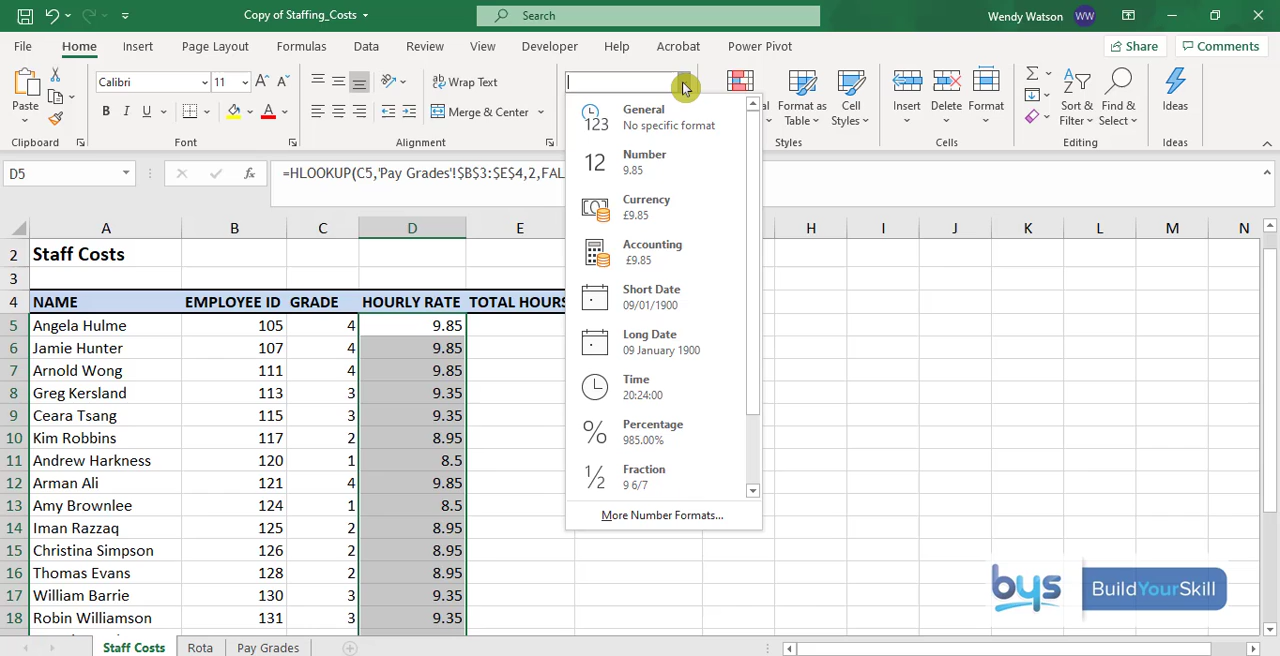 Copy of Staffing_Costs
Search
Wendy Watson
WW
File Home Insert Page Layout Formulas Data Review View Developer Help Acrobat Power Pivot Share Comments
Paste
Calibri 11
Wrap Text
Merge & Center
Format as Table
Cell Styles
Insert Delete Format
Sort & Filter
Find & Select
Ideas
Clipboard Font Alignment Styles Cells Editing Ideas
D5 fx =HLOOKUP(C5,'Pay Grades'!$B$3:$E$4,2,FAL
General
No specific format
Number
9.85
Currency
£9.85
Accounting
£9.85
Short Date
09/01/1900
Long Date
09 January 1900
Time
20:24:00
Percentage
985.00%
Fraction
9 6/7
More Number Formats...
A B C D E H I J K L M N
2 Staff Costs
3
4 NAME EMPLOYEE ID GRADE HOURLY RATE TOTAL HOURS
5 Angela Hulme 105 4 9.85
6 Jamie Hunter 107 4 9.85
7 Arnold Wong 111 4 9.85
8 Greg Kersland 113 3 9.35
9 Ceara Tsang 115 3 9.35
10 Kim Robbins 117 2 8.95
11 Andrew Harkness 120 1 8.5
12 Arman Ali 121 4 9.85
13 Amy Brownlee 124 1 8.5
14 Iman Razzaq 125 2 8.95
15 Christina Simpson 126 2 8.95
16 Thomas Evans 128 2 8.95
17 William Barrie 130 3 9.35
18 Robin Williamson 131 3 9.35
bys BuildYourSkill
Staff Costs Rota Pay Grades